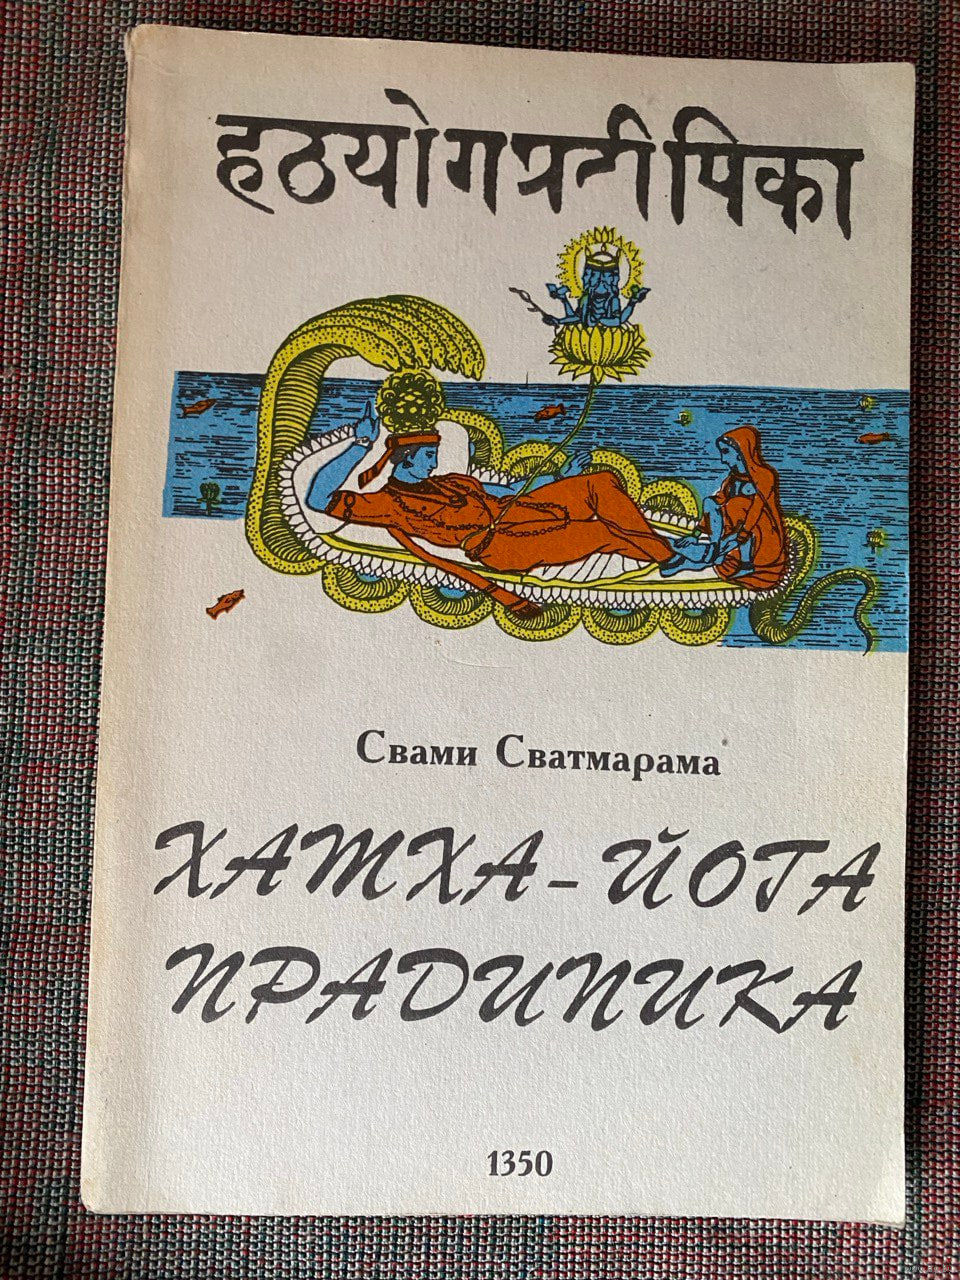 हठयोगप्रदीपिका
Свами Сватмарама
ХАТХА-ЙОГА
ПРАДИПИКА
1350